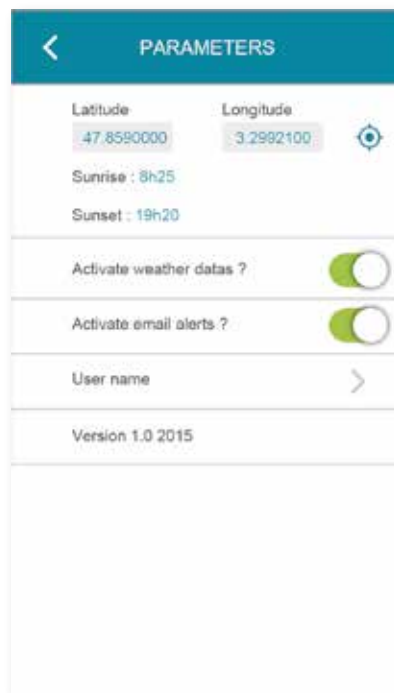 PARAMETERS
Latitude Longitude
47.8590000 3.2992100
Sunrise : 8h25
Sunset : 19h20
Activate weather datas ?
Activate email alerts ?
User name
Version 1.0 2015